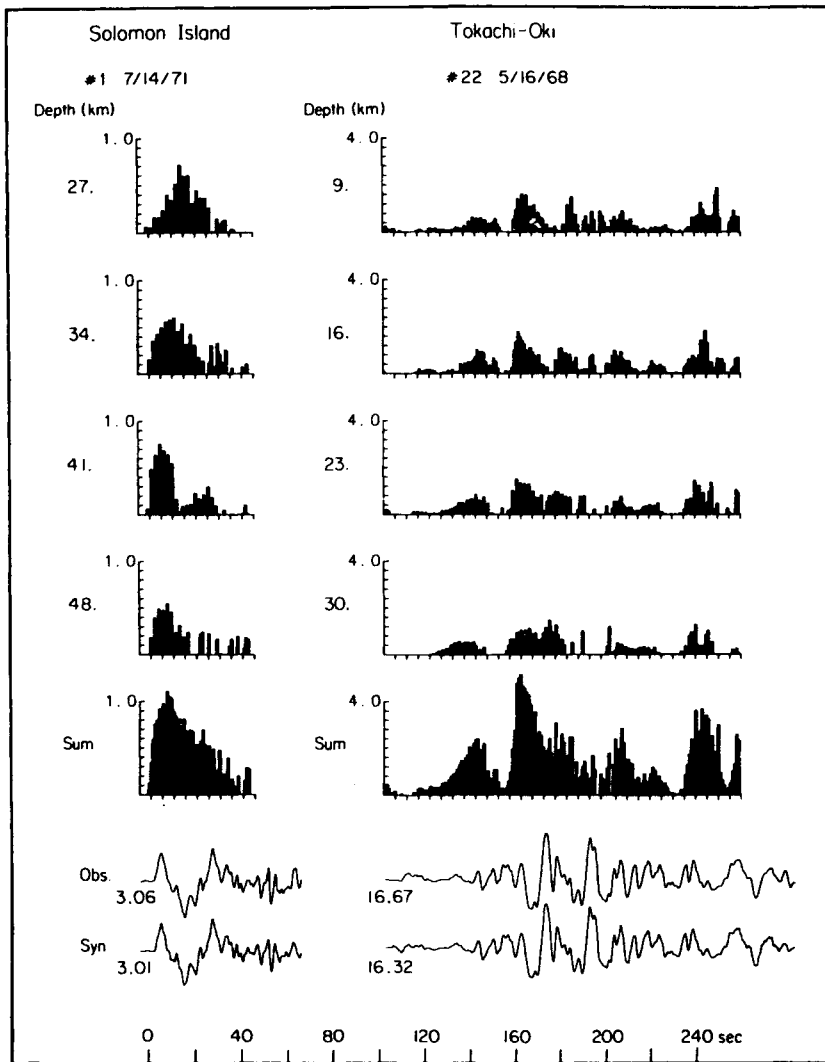 Solomon Island Tokachi-Oki
#1 7/14/71 #22 5/16/68
Depth (km) Depth (km)
1.0 4.0
27. 9.
1.0 4.0
34. 16.
1.0 4.0
41. 23.
1.0 4.0
48. 30.
1.0 4.0
Sum Sum
Obs.
3.06 16.67
Syn
3.01 16.32
0 40 80 120 160 200 240 sec